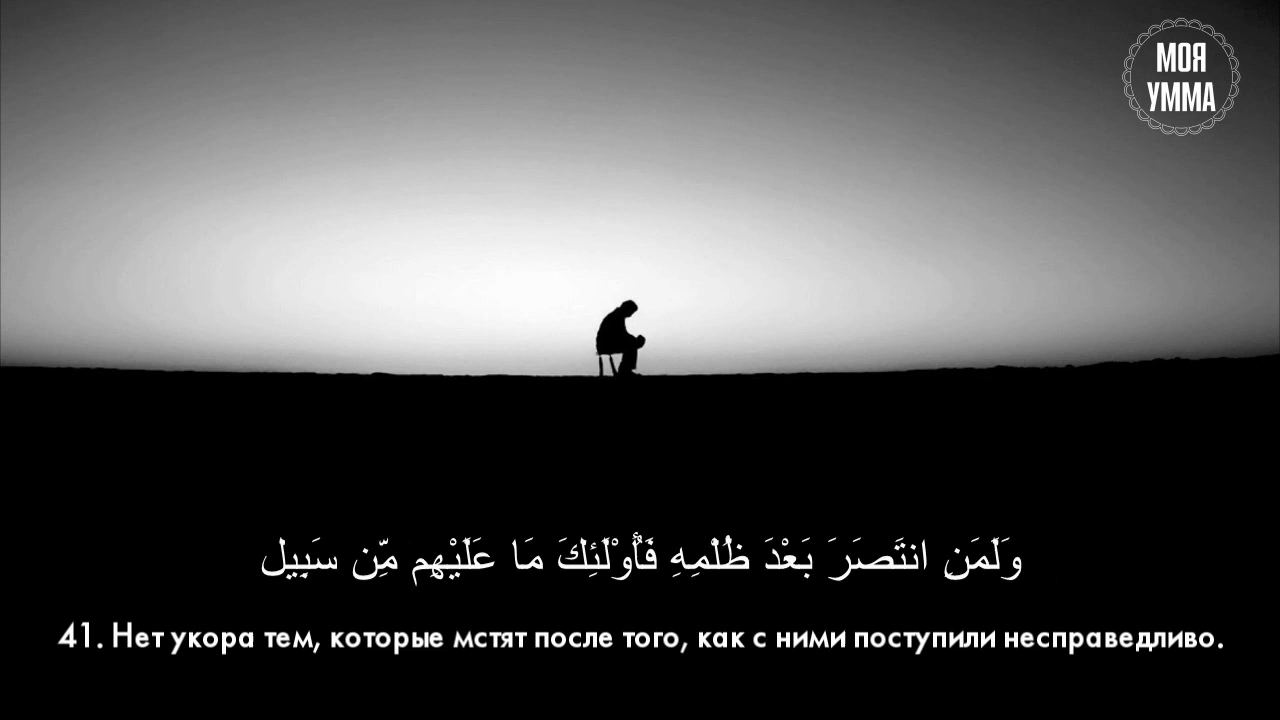 МОЯ
УММА
وَلَمَنِ انتَصَرَ بَعْدَ ظُلْمِهِ فَأُوْلَئِكَ مَا عَلَيْهِم مِّن سَبِيلٍ
41. Нет укора тем, которые мстят после того, как с ними поступили несправедливо.